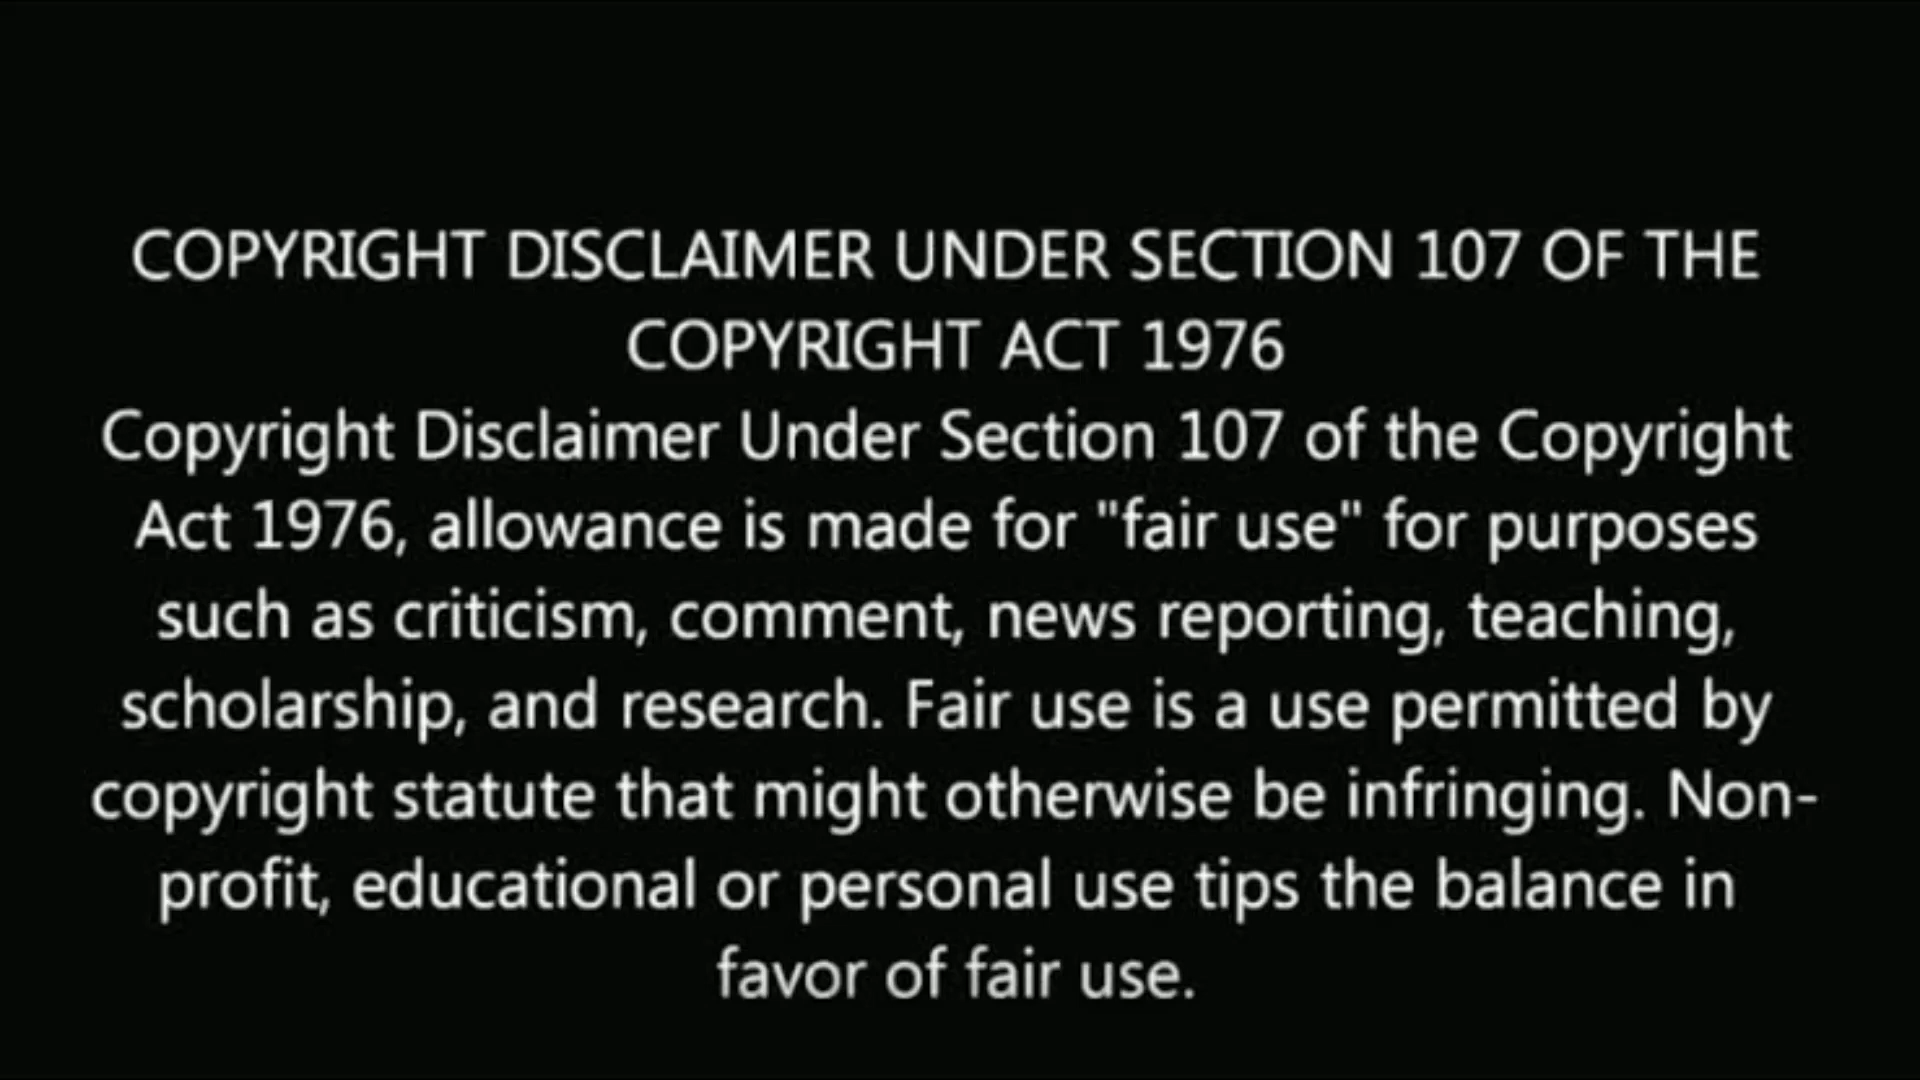 COPYRIGHT DISCLAIMER UNDER SECTION 107 OF THE
COPYRIGHT ACT 1976
Copyright Disclaimer Under Section 107 of the Copyright
Act 1976, allowance is made for "fair use" for purposes
such as criticism, comment, news reporting, teaching,
scholarship, and research. Fair use is a use permitted by
copyright statute that might otherwise be infringing. Non-
profit, educational or personal use tips the balance in
favor of fair use.